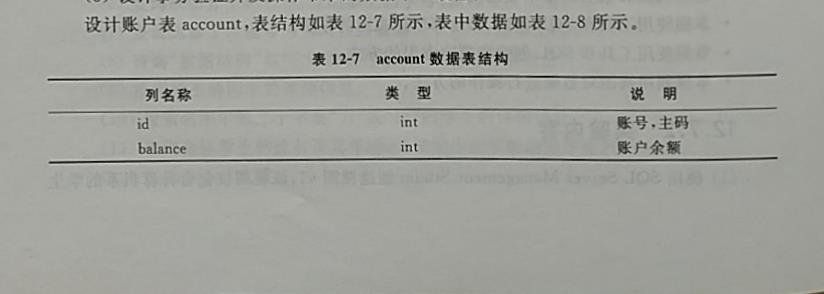 设计账户表 account,表结构如表 12-7 所示,表中数据如表 12-8 所示。
表 12-7 account 数据表结构
列名称 类 型 说 明
id int 账号,主码
balance int 账户余额